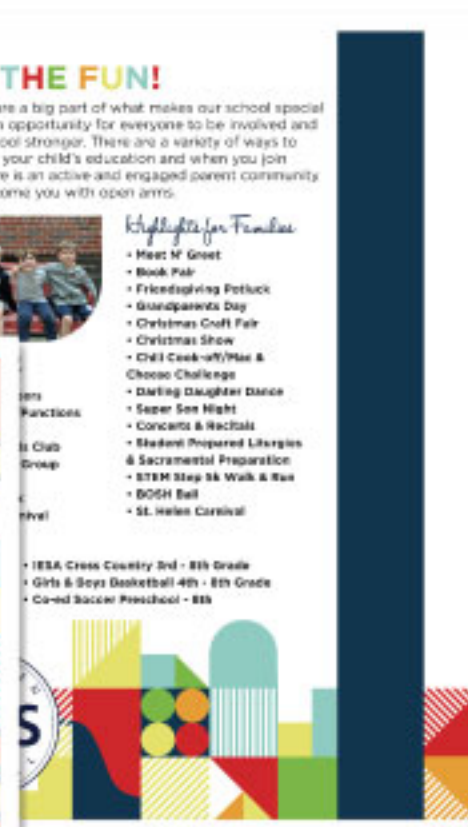 THE FUN!
re a big part of what makes our school special
opportunity for everyone to be involved and
ool stronger. There are a variety of ways to
your child's education and when you join
e is an active and engaged parent community
ome you with open arms.
Highlights for Families
• Meet N' Greet
• Book Fair
• Friendsgiving Potluck
• Grandparents Day
• Christmas Craft Fair
• Christmas Show
• Chili Cook-off/Mac &
Cheese Challenge
• Darling Daughter Dance
• Super Son Night
• Concerts & Recitals
• Student Prepared Liturgies
& Sacramental Preparation
• STEM Step 5k Walk & Run
• BOSH Ball
• St. Helen Carnival
Functions
Club
Group
nival
• IESA Cross Country 3rd - 8th Grade
• Girls & Boys Basketball 4th - 8th Grade
• Co-ed Soccer Preschool - 8th
S